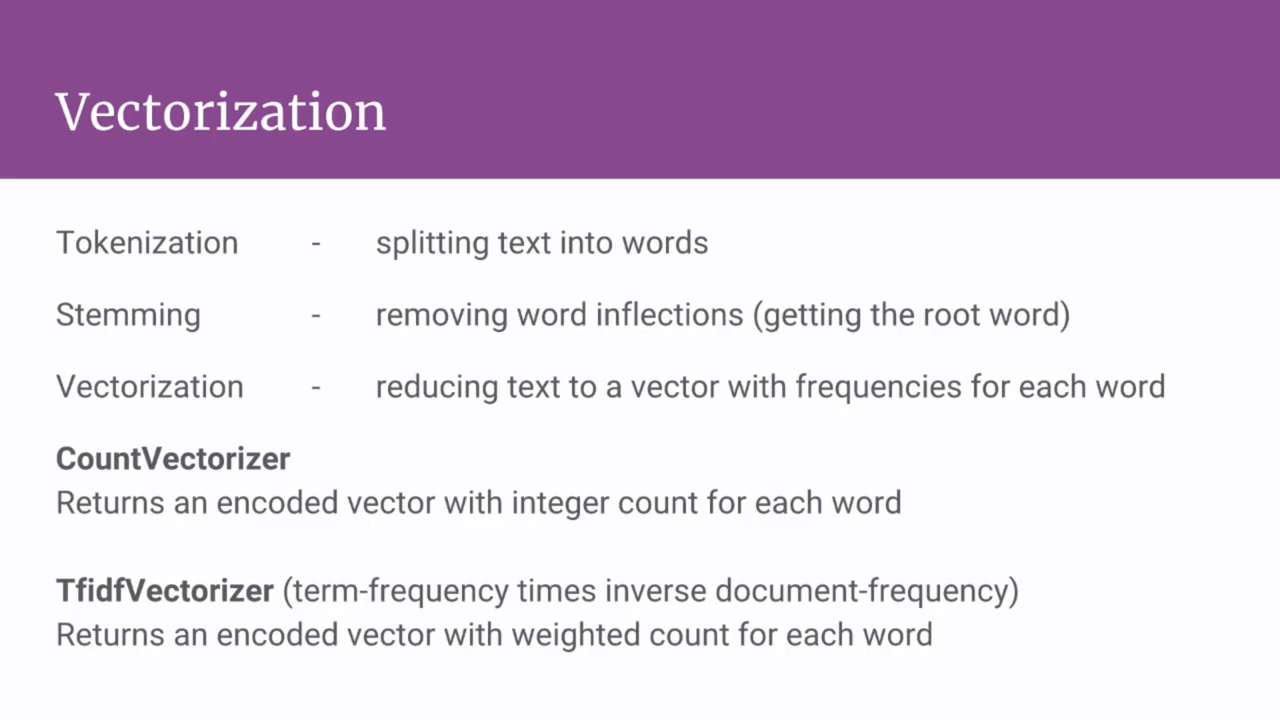 Vectorization
Tokenization - splitting text into words
Stemming - removing word inflections (getting the root word)
Vectorization - reducing text to a vector with frequencies for each word
CountVectorizer
Returns an encoded vector with integer count for each word
TfidfVectorizer (term-frequency times inverse document-frequency)
Returns an encoded vector with weighted count for each word